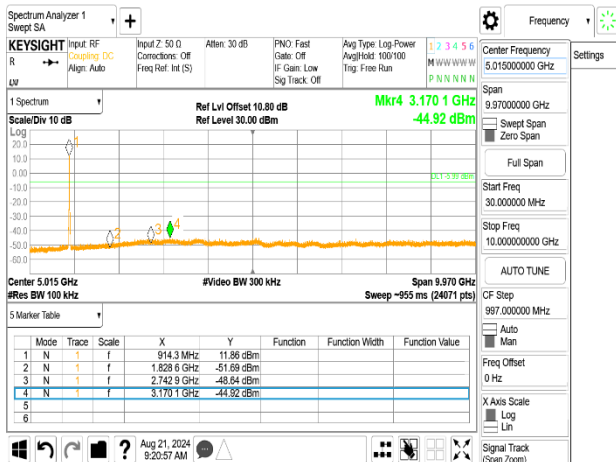 Spectrum Analyzer 1
Swept SA
Frequency
KEYSIGHT
R
Input: RF
Coupling: DC
Align: Auto
Input Z: 50 Ω
Corrections: Off
Freq Ref: Int (S)
Atten: 30 dB
PNO: Fast
Gate: Off
IF Gain: Low
Sig Track: Off
Avg Type: Log-Power
Avg|Hold: 100/100
Trig: Free Run
1 2 3 4 5 6
M W W W W W
P N N N N N
1 Spectrum
Scale/Div 10 dB
Ref Lvl Offset 10.80 dB
Ref Level 30.00 dBm
Mkr4 3.170 1 GHz
-44.92 dBm
Log
20.0
10.0
0.00
-10.0
-20.0
-30.0
-40.0
-50.0
-60.0
1
2
3
4
Center 5.015 GHz
#Video BW 300 kHz
Span 9.970 GHz
#Res BW 100 kHz
Sweep ~955 ms (24071 pts)
5 Marker Table
Mode Trace Scale X Y Function Function Width Function Value
1 N 1 f 914.3 MHz 11.86 dBm
2 N 1 f 1.828 6 GHz -51.69 dBm
3 N 1 f 2.742 9 GHz -48.64 dBm
4 N 1 f 3.170 1 GHz -44.92 dBm
5
6
Aug 21, 2024
9:20:57 AM
Center Frequency
5.015000000 GHz
Settings
Span
9.97000000 GHz
Swept Span
Zero Span
Full Span
Start Freq
30.000000 MHz
Stop Freq
10.000000000 GHz
AUTO TUNE
CF Step
997.000000 MHz
Auto
Man
Freq Offset
0 Hz
X Axis Scale
Log
Lin
Signal Track
(Span Zoom)